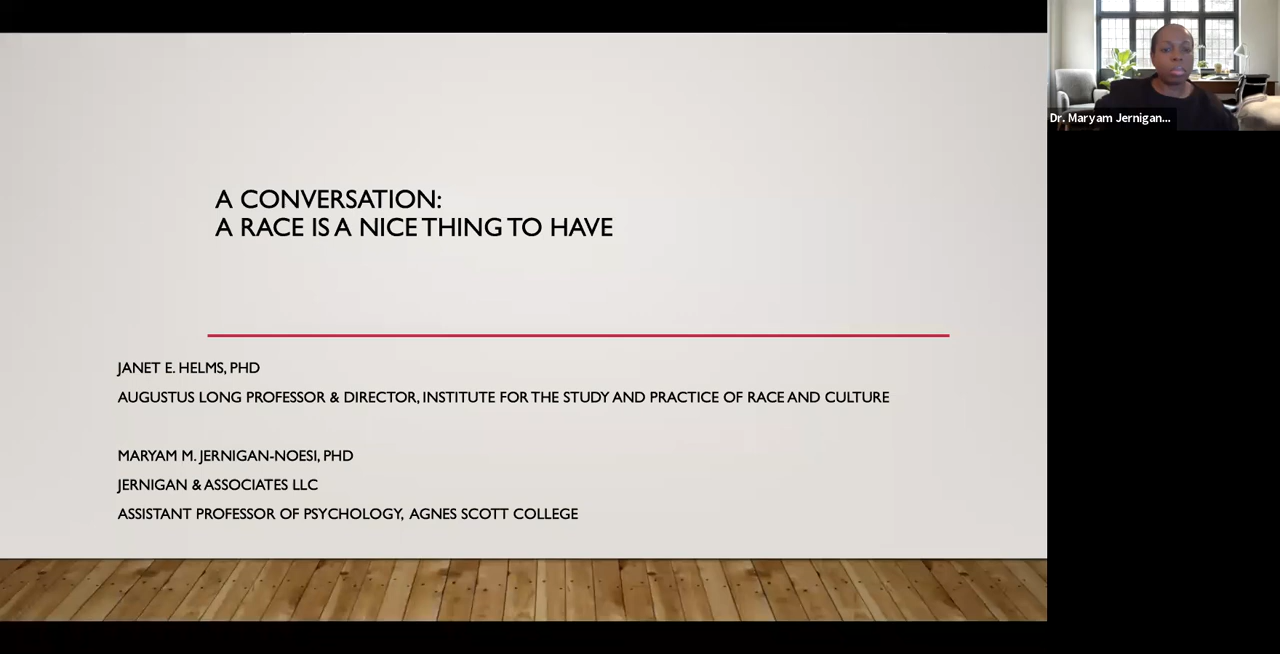 A CONVERSATION:
A RACE IS A NICE THING TO HAVE
JANET E. HELMS, PHD
AUGUSTUS LONG PROFESSOR & DIRECTOR, INSTITUTE FOR THE STUDY AND PRACTICE OF RACE AND CULTURE
MARYAM M. JERNIGAN-NOESI, PHD
JERNIGAN & ASSOCIATES LLC
ASSISTANT PROFESSOR OF PSYCHOLOGY, AGNES SCOTT COLLEGE
Dr. Maryam Jernigan...